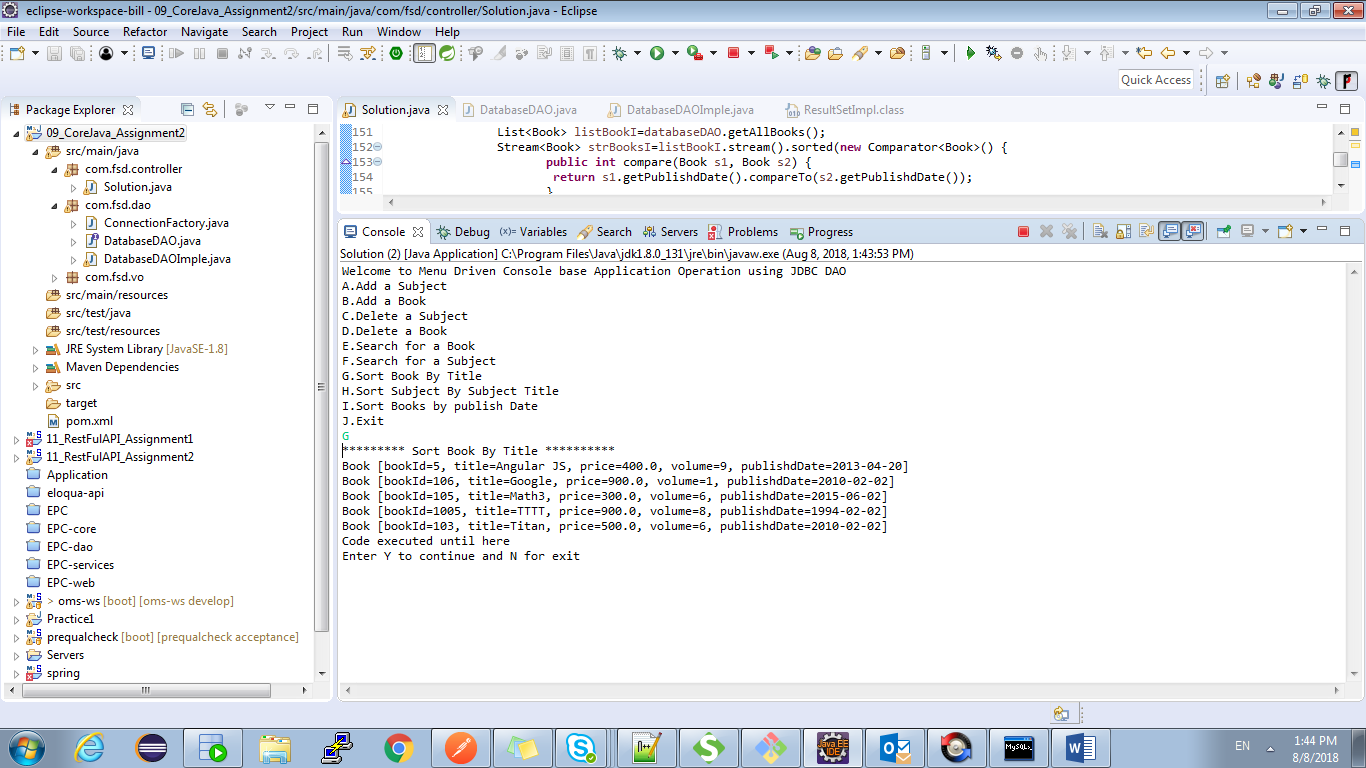 eclipse-workspace-bill - 09_CoreJava_Assignment2/src/main/java/com/fsd/controller/Solution.java - Eclipse
File Edit Source Refactor Navigate Search Project Run Window Help
Quick Access
Package Explorer
09_CoreJava_Assignment2
src/main/java
com.fsd.controller
Solution.java
com.fsd.dao
ConnectionFactory.java
DatabaseDAO.java
DatabaseDAOImple.java
com.fsd.vo
src/main/resources
src/test/java
src/test/resources
JRE System Library [JavaSE-1.8]
Maven Dependencies
src
target
pom.xml
11_RestFulAPI_Assignment1
11_RestFulAPI_Assignment2
Application
eloqua-api
EPC
EPC-core
EPC-dao
EPC-services
EPC-web
> oms-ws [boot] [oms-ws develop]
Practice1
prequalcheck [boot] [prequalcheck acceptance]
Servers
spring
Solution.java DatabaseDAO.java DatabaseDAOImple.java ResultSetImpl.class
151 List<Book> listBookI=databaseDAO.getAllBooks();
152 Stream<Book> strBooksI=listBookI.stream().sorted(new Comparator<Book>() {
153 public int compare(Book s1, Book s2) {
154 return s1.getPublishdDate().compareTo(s2.getPublishdDate());
155 }
Console Debug (x)= Variables Search Servers Problems Progress
Solution (2) [Java Application] C:\Program Files\Java\jdk1.8.0_131\jre\bin\javaw.exe (Aug 8, 2018, 1:43:53 PM)
Welcome to Menu Driven Console base Application Operation using JDBC DAO
A.Add a Subject
B.Add a Book
C.Delete a Subject
D.Delete a Book
E.Search for a Book
F.Search for a Subject
G.Sort Book By Title
H.Sort Subject By Subject Title
I.Sort Books by publish Date
J.Exit
G
********* Sort Book By Title **********
Book [bookId=5, title=Angular JS, price=400.0, volume=9, publishdDate=2013-04-20]
Book [bookId=106, title=Google, price=900.0, volume=1, publishdDate=2010-02-02]
Book [bookId=105, title=Math3, price=300.0, volume=6, publishdDate=2015-06-02]
Book [bookId=1005, title=TTTT, price=900.0, volume=8, publishdDate=1994-02-02]
Book [bookId=103, title=Titan, price=500.0, volume=6, publishdDate=2010-02-02]
Code executed until here
Enter Y to continue and N for exit
EN
1:44 PM
8/8/2018